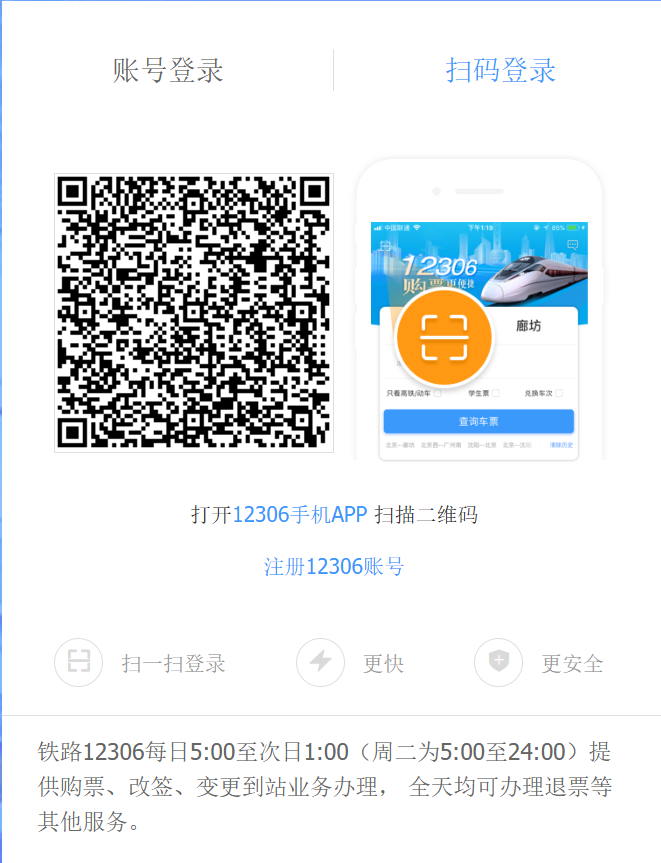 账号登录
扫码登录
中国联通
下午1:19
85%
12306
购票更便捷
廊坊
只看高铁/动车
学生票
兑换车次
查询车票
北京--廊坊 北京西--广州南 沈阳--北京 北京--汉川 清除历史
打开12306手机APP 扫描二维码
注册12306账号
扫一扫登录
更快
更安全
铁路12306每日5:00至次日1:00（周二为5:00至24:00）提
供购票、改签、变更到站业务办理， 全天均可办理退票等
其他服务。